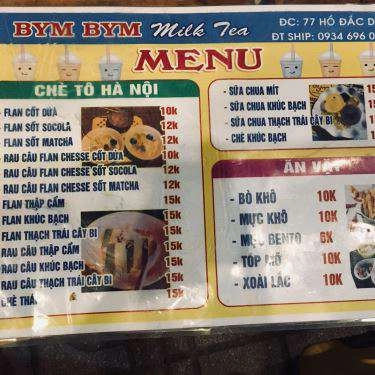 BYM BYM Milk Tea
ĐC: 77 HỒ ĐẮC D
ĐT SHIP: 0934 696 0
MENU
CHÈ TÔ HÀ NỘI
- FLAN CỐT DỪA 10k
- FLAN SỐT SOCOLA 12k
- FLAN SỐT MATCHA 12k
- RAU CÂU FLAN CHESSE CỐT DỪA 10k
- RAU CÂU FLAN CHESSE SỐT SOCOLA 12k
- RAU CÂU FLAN CHESSE SỐT MATCHA 12k
FLAN THẬP CẨM 15k
FLAN KHÚC BẠCH 15k
FLAN THẠCH TRÁI CÂY BI 15k
RAU CÂU THẬP CẨM 15k
RAU CÂU KHÚC BẠCH 15k
RAU CÂU THẠCH TRÁI CÂY BI 15k
CHÈ THÁI 15k
- SỮA CHUA MÍT
- SỮA CHUA KHÚC BẠCH
- SỮA CHUA THẠCH TRÁI CÂY BI
- CHÈ KHÚC BẠCH
ĂN VẶT
- BÒ KHÔ 10K
- MỰC KHÔ 10K
- MỰC BENTO 6K
- TÓP MỠ 10K
- XOÀI LẮC 10K